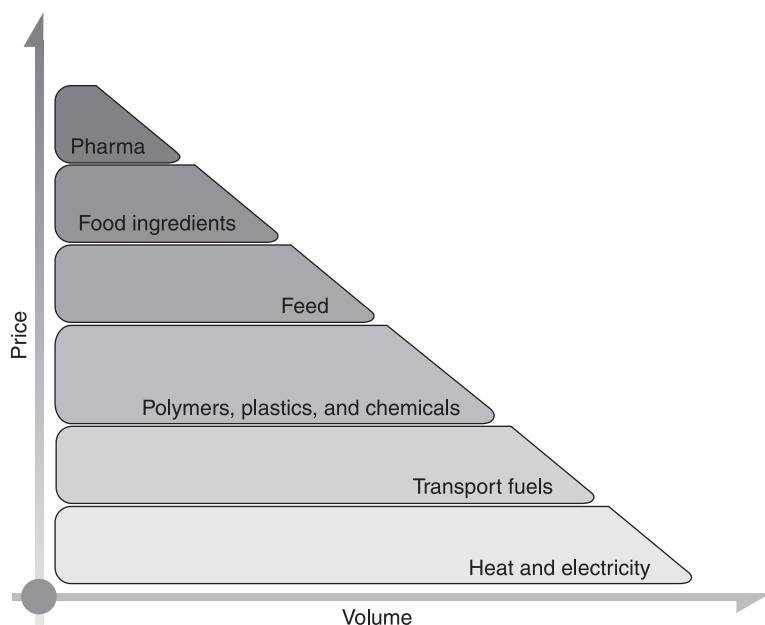 Pharma
Food ingredients
Feed
Polymers, plastics, and chemicals
Transport fuels
Heat and electricity
Price
Volume